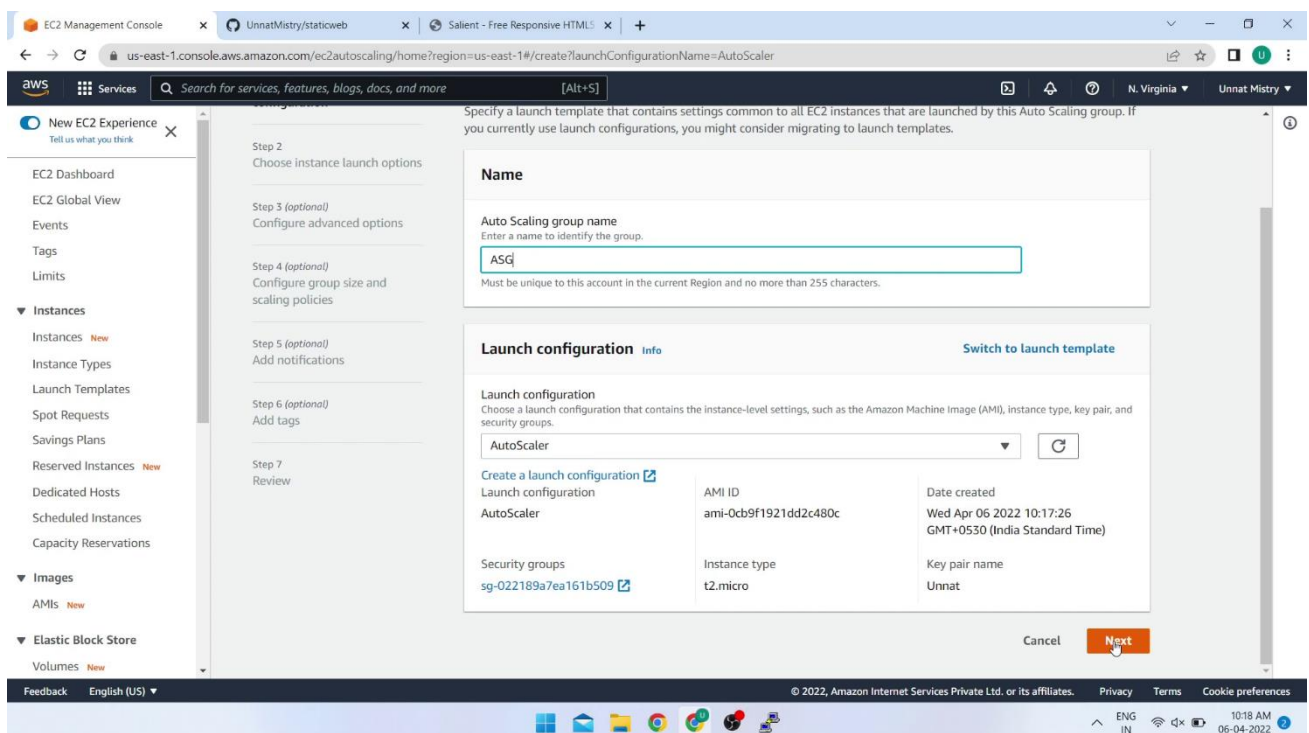 EC2 Management Console
UnnatMistry/staticweb
Salient - Free Responsive HTML5
us-east-1.console.aws.amazon.com/ec2autoscaling/home?region=us-east-1#/create?launchConfigurationName=AutoScaler
U
aws
Services
Search for services, features, blogs, docs, and more
[Alt+S]
N. Virginia
Unnat Mistry
New EC2 Experience
Tell us what you think
EC2 Dashboard
EC2 Global View
Events
Tags
Limits
Instances
Instances New
Instance Types
Launch Templates
Spot Requests
Savings Plans
Reserved Instances New
Dedicated Hosts
Scheduled Instances
Capacity Reservations
Images
AMIs New
Elastic Block Store
Volumes New
configuration
Step 2
Choose instance launch options
Step 3 (optional)
Configure advanced options
Step 4 (optional)
Configure group size and
scaling policies
Step 5 (optional)
Add notifications
Step 6 (optional)
Add tags
Step 7
Review
Specify a launch template that contains settings common to all EC2 instances that are launched by this Auto Scaling group. If
you currently use launch configurations, you might consider migrating to launch templates.
Name
Auto Scaling group name
Enter a name to identify the group.
ASG
Must be unique to this account in the current Region and no more than 255 characters.
Launch configuration Info
Switch to launch template
Launch configuration
Choose a launch configuration that contains the instance-level settings, such as the Amazon Machine Image (AMI), instance type, key pair, and
security groups.
AutoScaler
Create a launch configuration
Launch configuration
AutoScaler
AMI ID
ami-0cb9f1921dd2c480c
Date created
Wed Apr 06 2022 10:17:26
GMT+0530 (India Standard Time)
Security groups
sg-022189a7ea161b509
Instance type
t2.micro
Key pair name
Unnat
Cancel
Next
Feedback
English (US)
© 2022, Amazon Internet Services Private Ltd. or its affiliates.
Privacy
Terms
Cookie preferences
ENG
IN
10:18 AM
06-04-2022
2